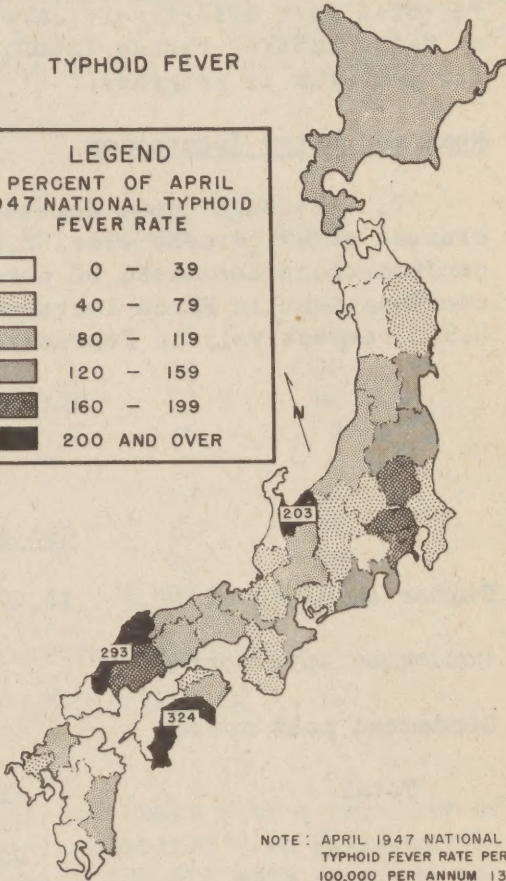 TYPHOID FEVER
LEGEND
PERCENT OF APRIL
1947 NATIONAL TYPHOID
FEVER RATE
0 39
40 – 79
80 – 119
120 – 159
160 – 199
200 AND OVER
N
203
293
324
NOTE: APRIL 1947 NATIONAL
TYPHOID FEVER RATE PER
100,000 PER ANNUM